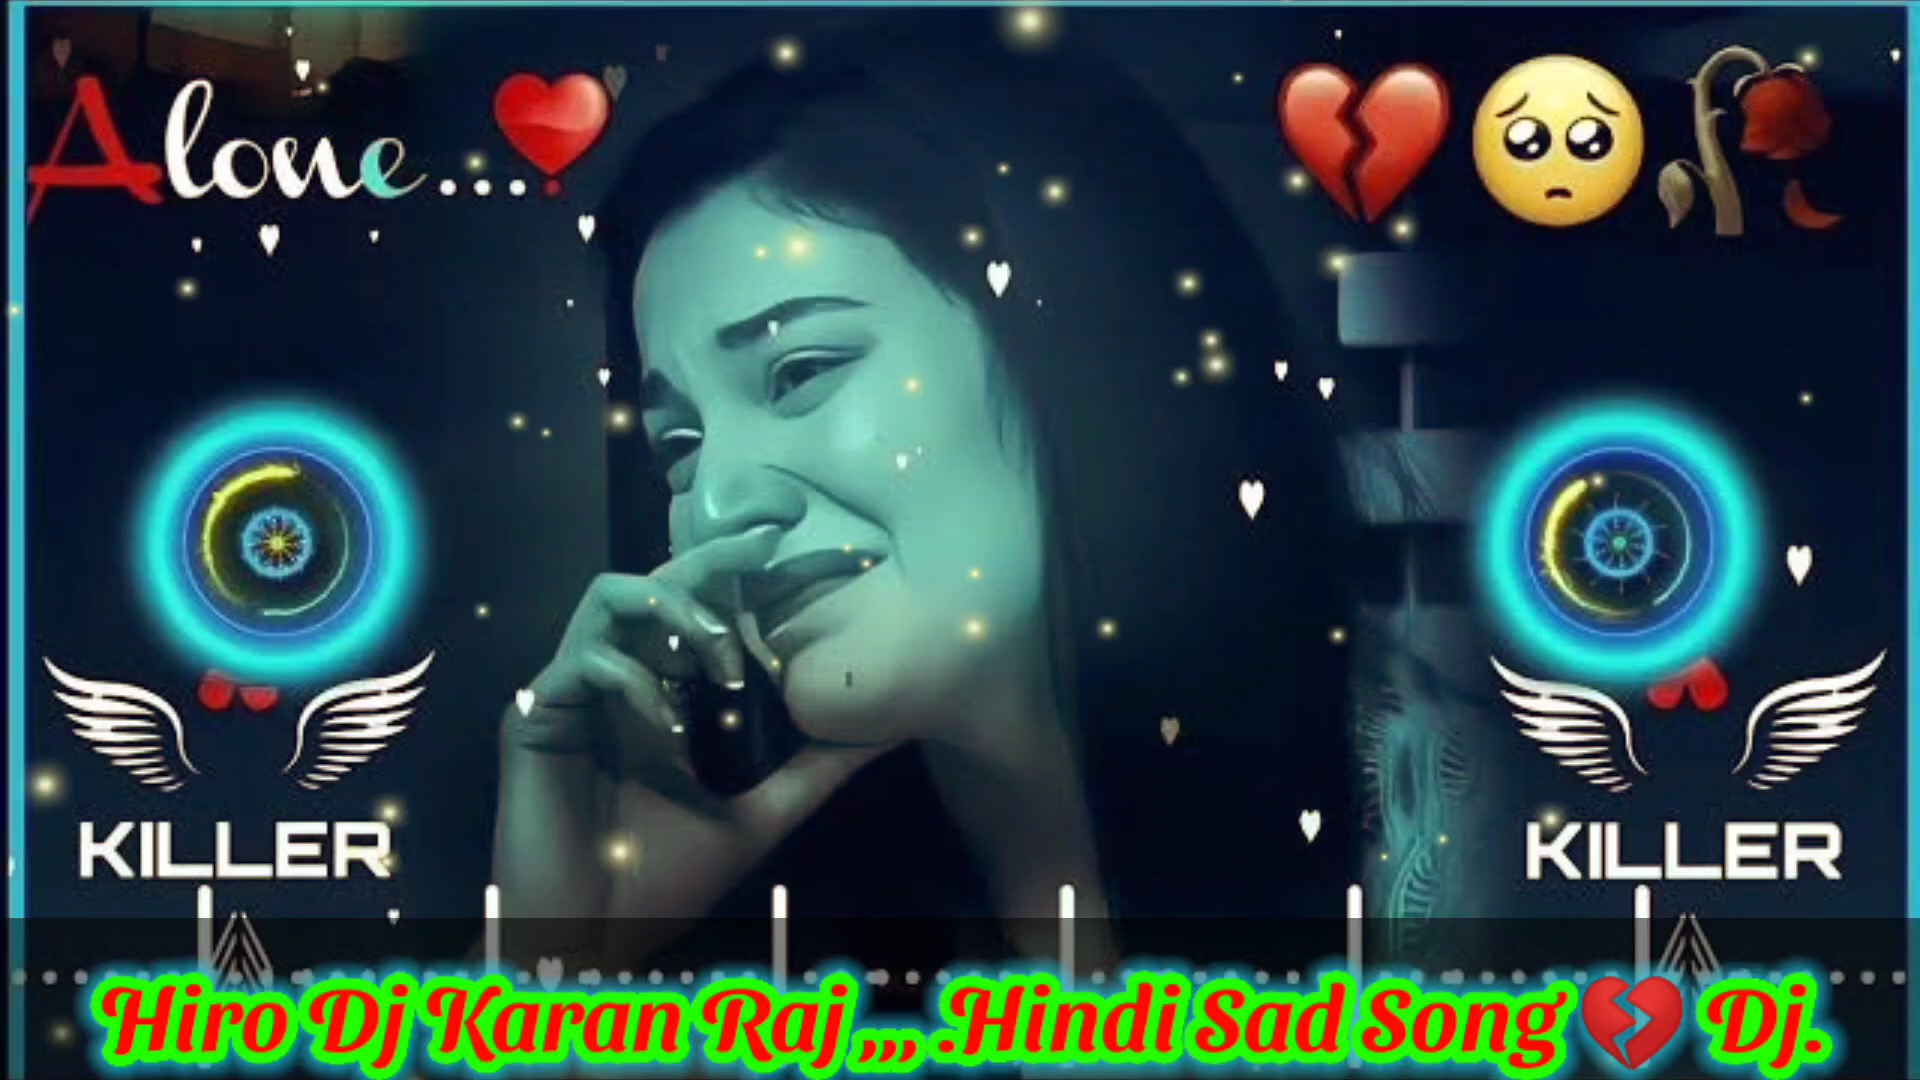 Alone...
💔🥺🥀
KILLER
KILLER
Hiro Dj Karan Raj,,, .Hindi Sad Song💔Dj.